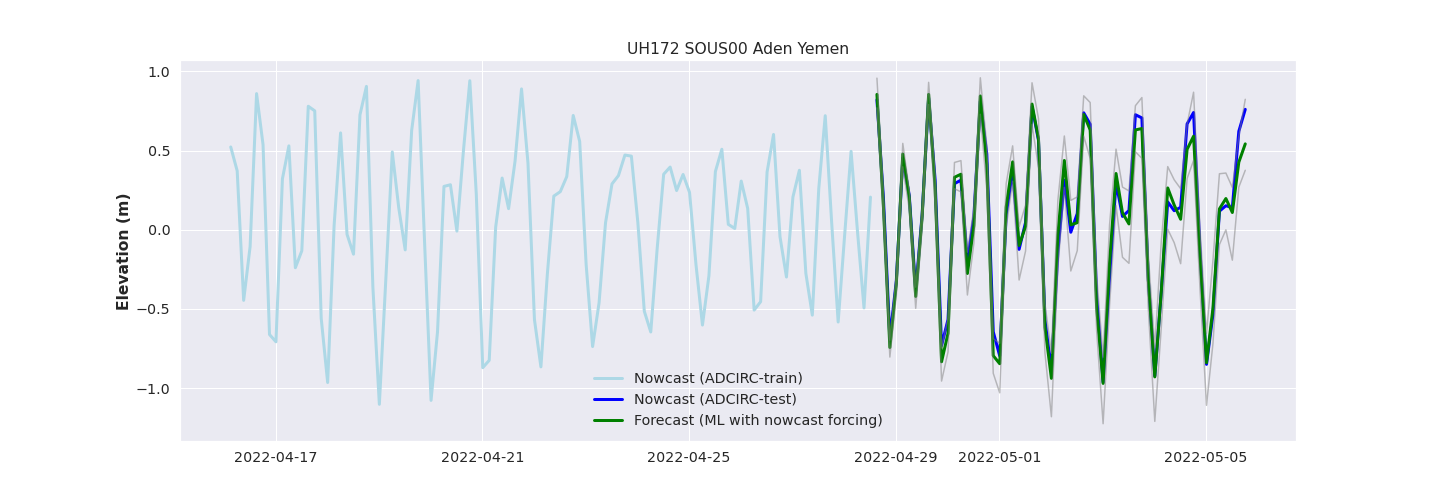 UH172 SOUS00 Aden Yemen
1.0
0.5
0.0
−0.5
−1.0
Elevation (m)
Nowcast (ADCIRC-train)
Nowcast (ADCIRC-test)
Forecast (ML with nowcast forcing)
2022-04-17 2022-04-21 2022-04-25 2022-04-29 2022-05-01 2022-05-05